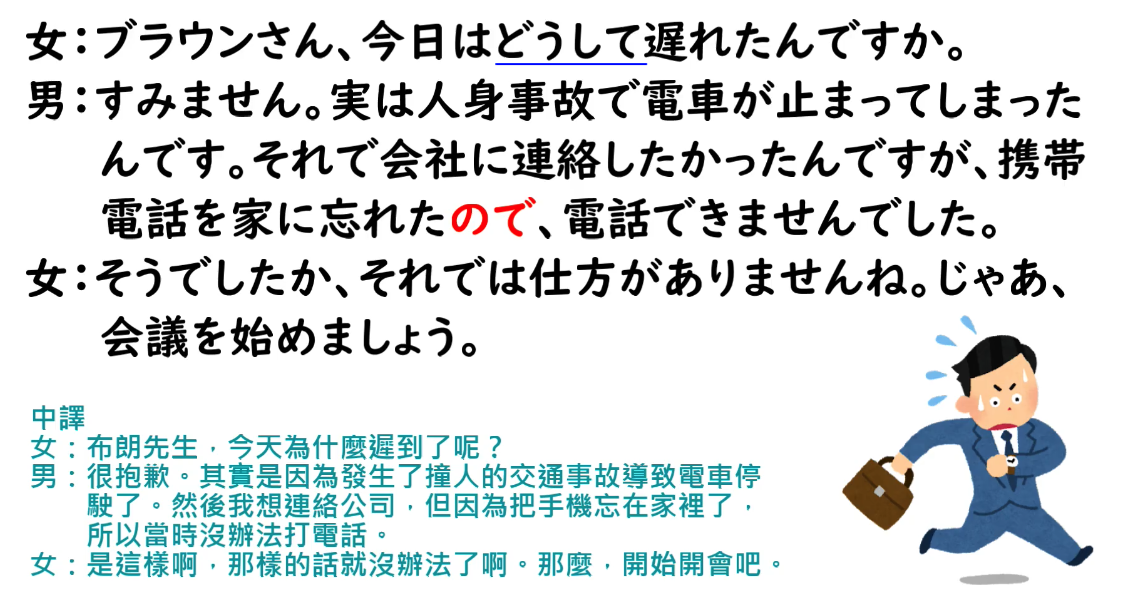 女：ブラウンさん、今日はどうして遅れたんですか。
男：すみません。実は人身事故で電車が止まってしまった
んです。それで会社に連絡したかったんですが、携帯
電話を家に忘れたので、電話できませんでした。
女：そうでしたか、それでは仕方がありませんね。じゃあ、
会議を始めましょう。
中譯
女：布朗先生，今天為什麼遲到了呢？
男：很抱歉。其實是因為發生了撞人的交通事故導致電車停
駛了。然後我想連絡公司，但因為把手機忘在家裡了，
所以當時沒辦法打電話。
女：是這樣啊，那樣的話就沒辦法了啊。那麼，開始開會吧。